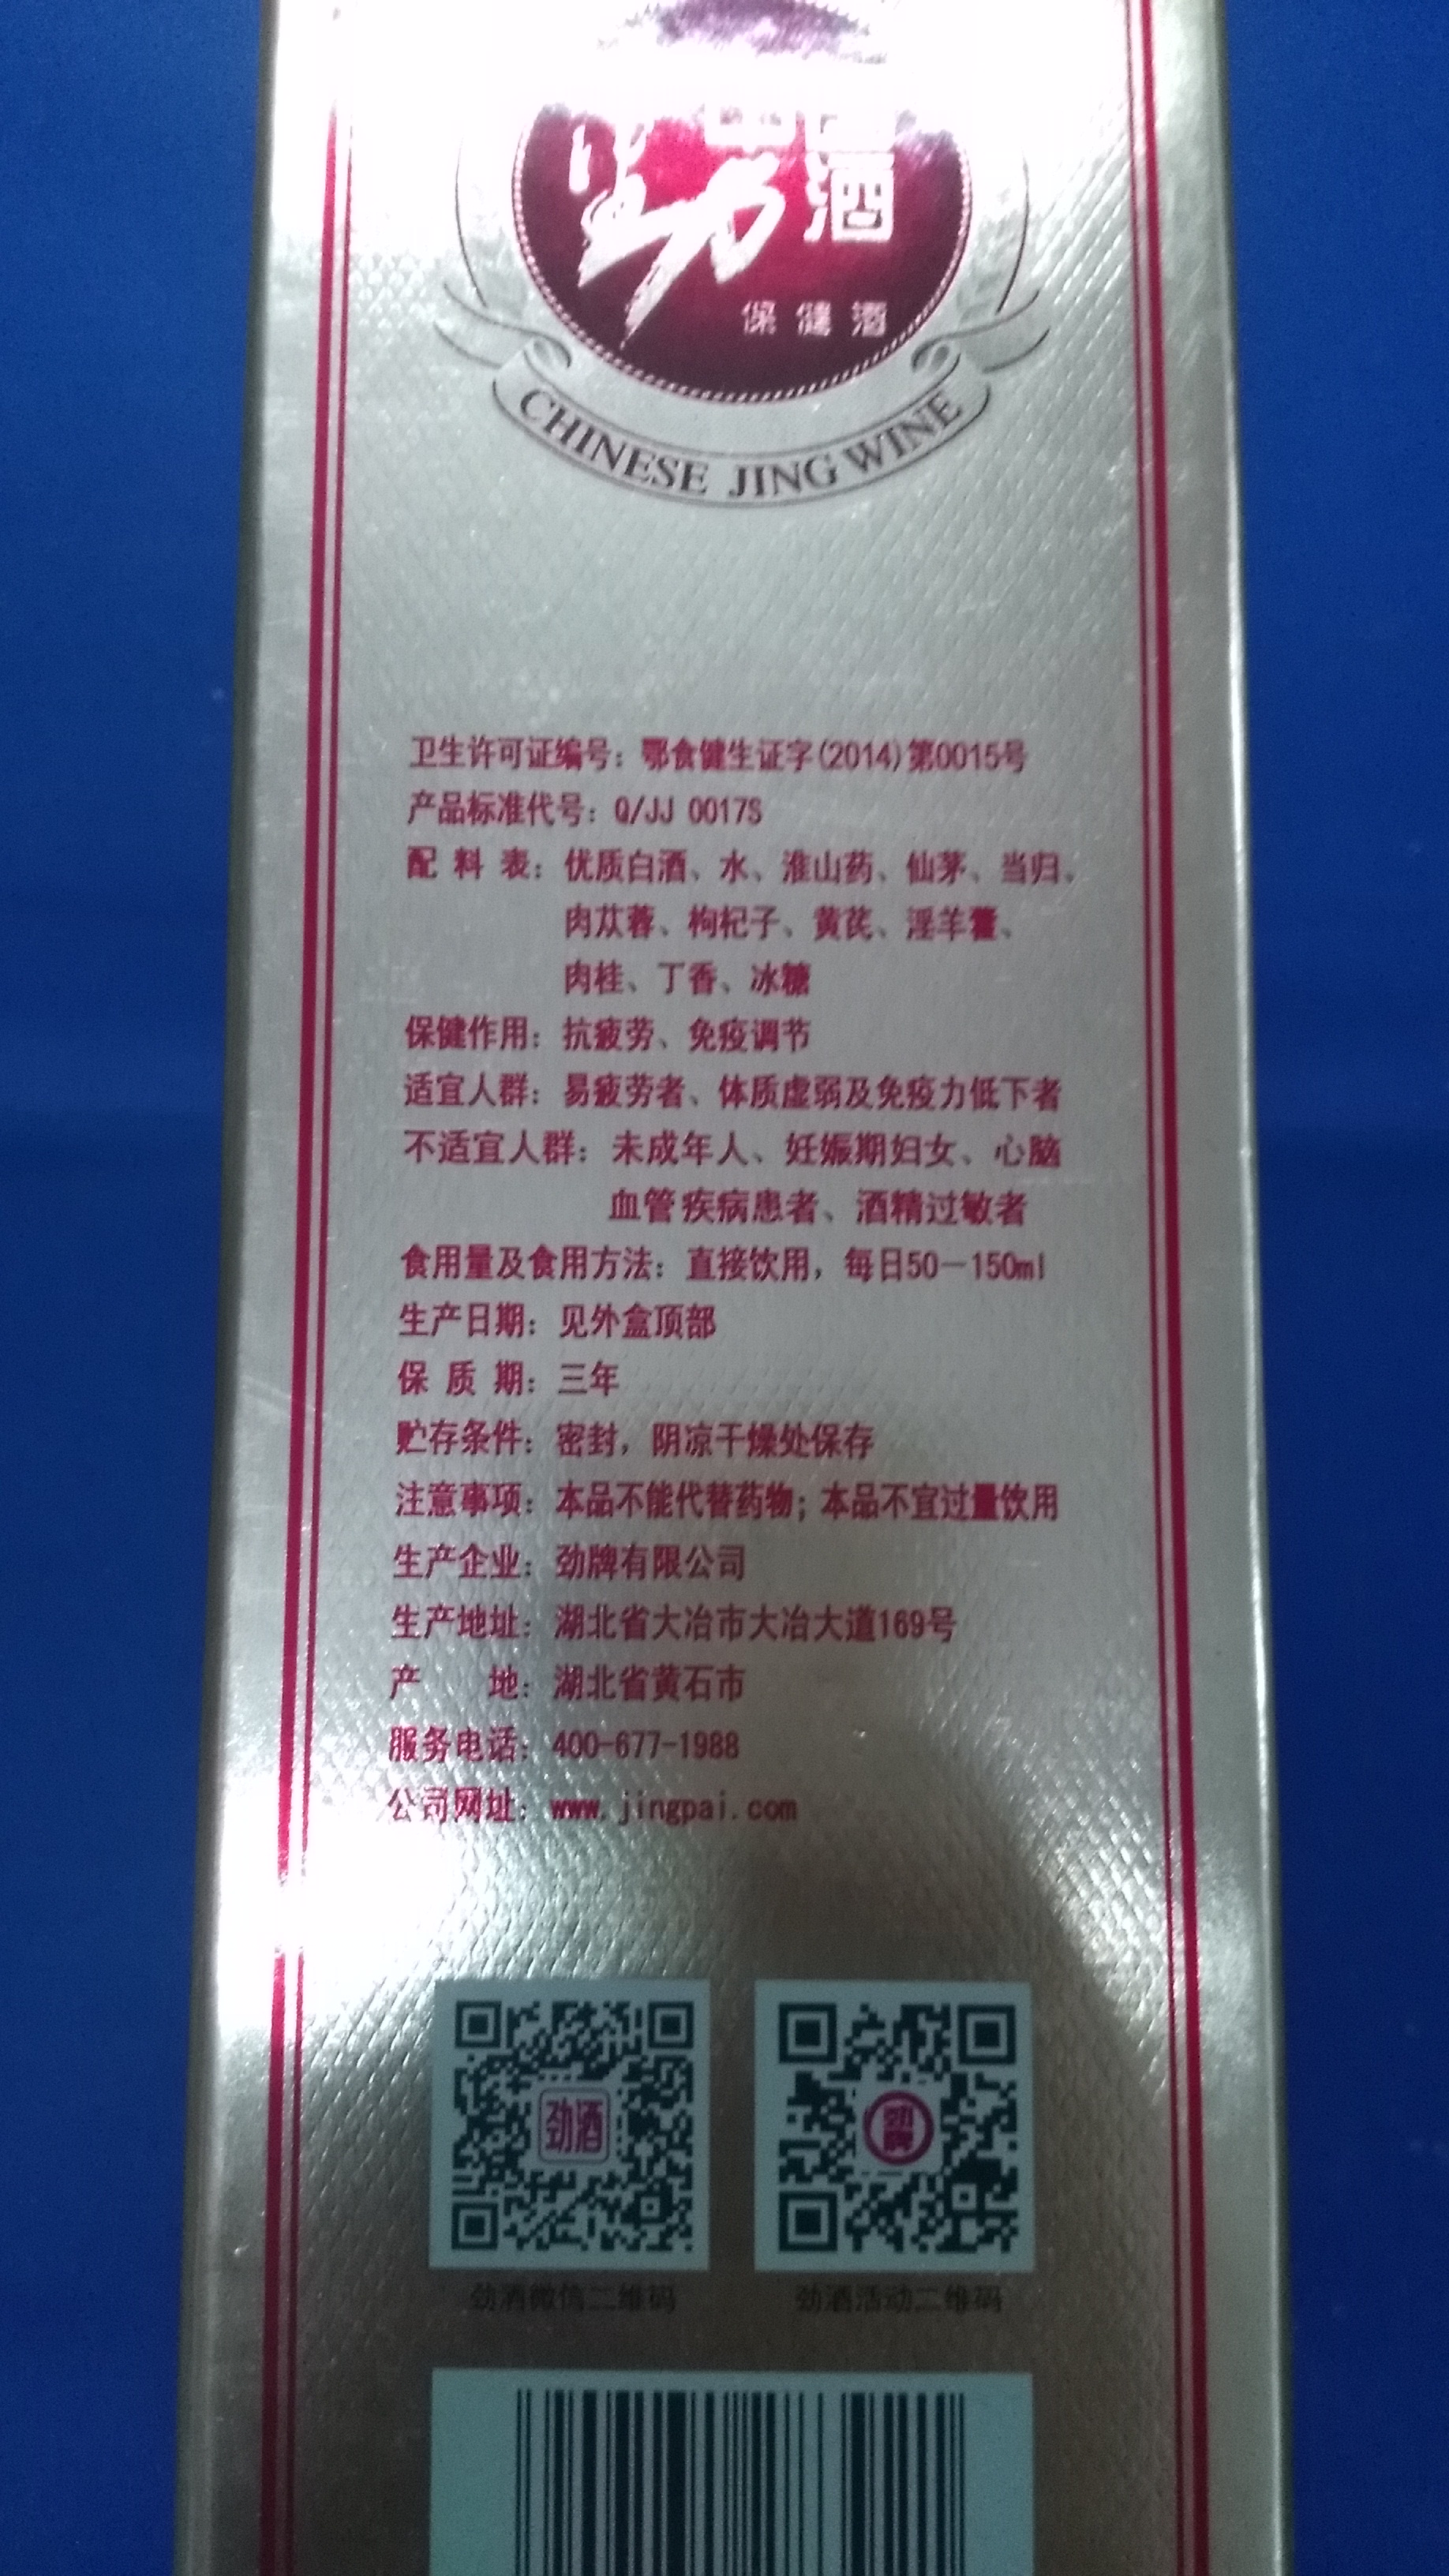 劲
酒
保健酒
CHINESE JING WINE
卫生许可证编号：鄂食健生证字(2014)第0015号
产品标准代号：Q/JJ 0017S
配料表：优质白酒、水、淮山药、仙茅、当归、
肉苁蓉、枸杞子、黄芪、淫羊藿、
肉桂、丁香、冰糖
保健作用：抗疲劳、免疫调节
适宜人群：易疲劳者、体质虚弱及免疫力低下者
不适宜人群：未成年人、妊娠期妇女、心脑
血管疾病患者、酒精过敏者
食用量及食用方法：直接饮用，每日50－150ml
生产日期：见外盒顶部
保质期：三年
贮存条件：密封，阴凉干燥处保存
注意事项：本品不能代替药物；本品不宜过量饮用
生产企业：劲牌有限公司
生产地址：湖北省大冶市大冶大道169号
产地：湖北省黄石市
服务电话：400-677-1988
公司网址：www.jingpai.com
劲酒
劲牌
劲酒微信二维码
劲酒活动二维码